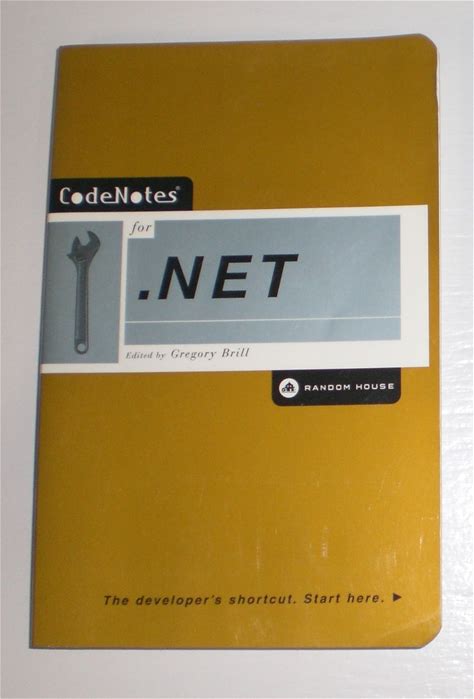 CodeNotes®
for
.NET
Edited by Gregory Brill
RANDOM HOUSE
The developer's shortcut. Start here. ►